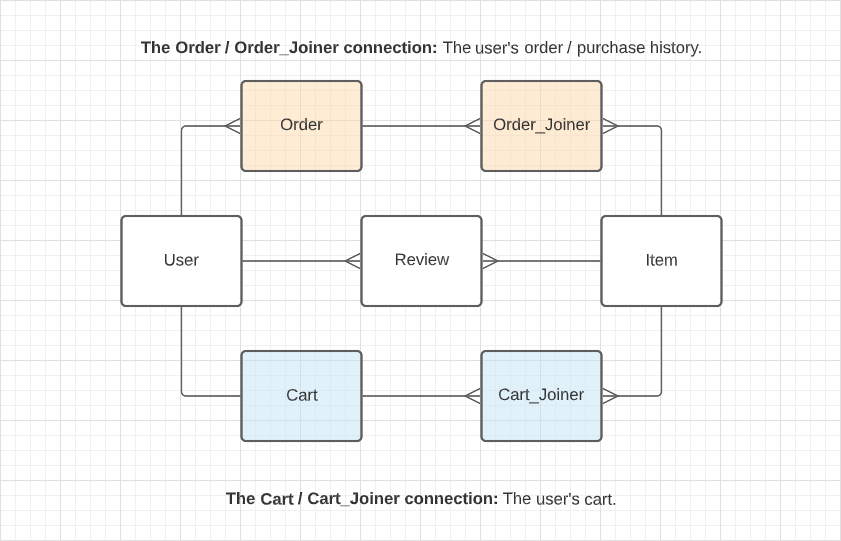 The Order / Order_Joiner connection: The user's order / purchase history.
Order
Order_Joiner
User
Review
Item
Cart
Cart_Joiner
The Cart / Cart_Joiner connection: The user's cart.